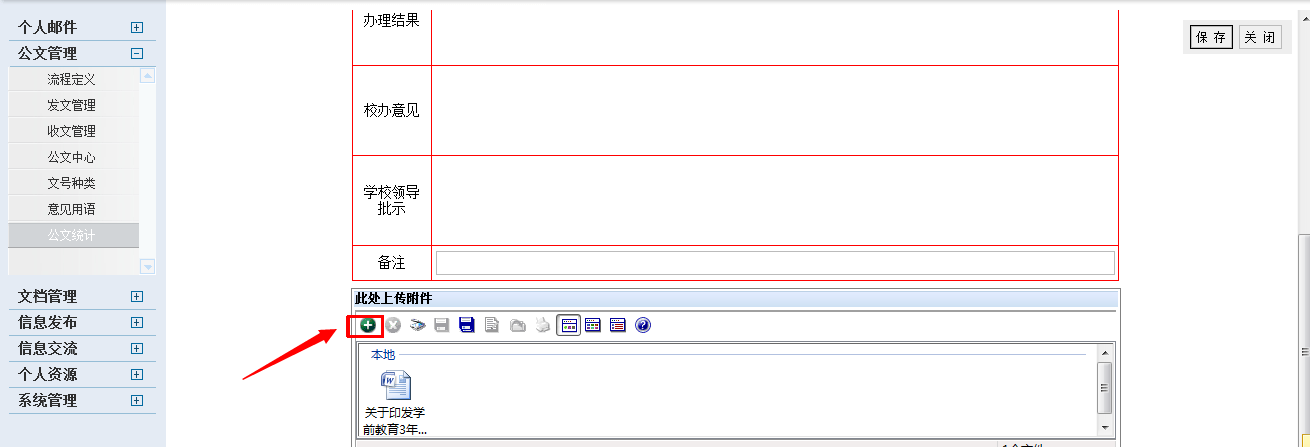 个人邮件
公文管理
流程定义
发文管理
收文管理
公文中心
文号种类
意见用语
公文统计
文档管理
信息发布
信息交流
个人资源
系统管理
办理结果
校办意见
学校领导
批示
备注
此处上传附件
本地
关于印发学
前教育3年...
保 存
关 闭